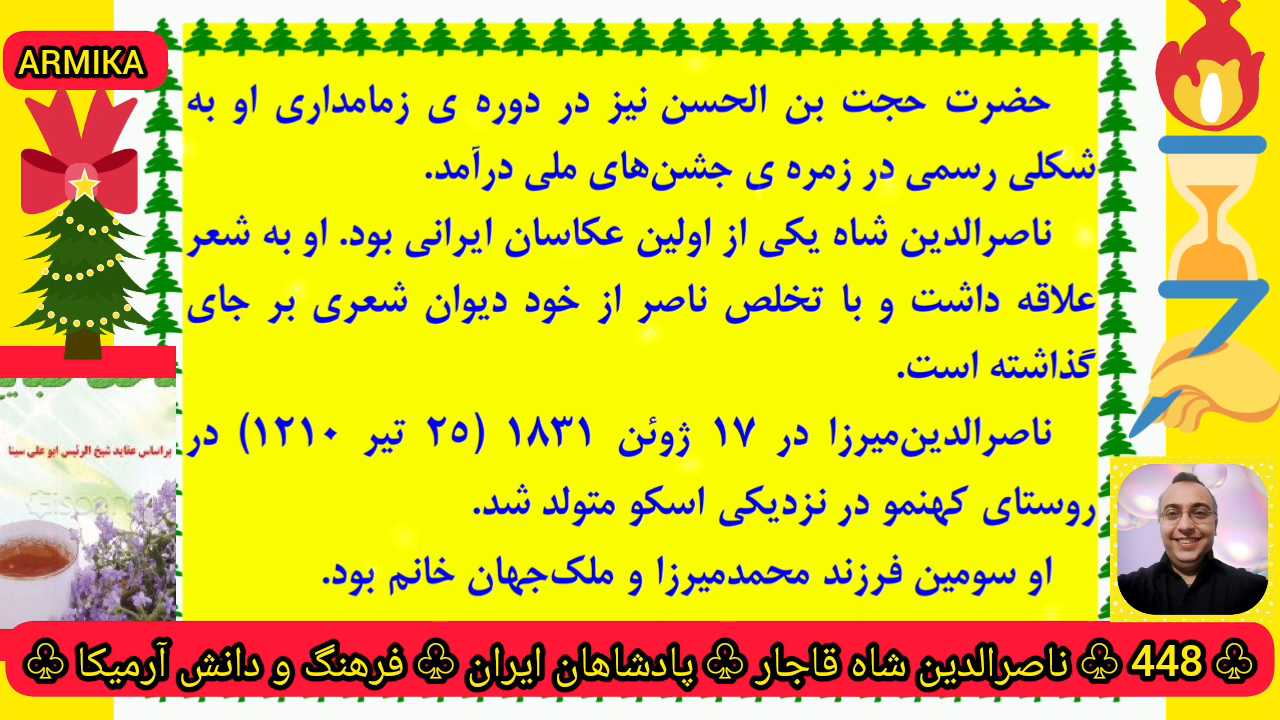 ARMIKA
حضرت حجت بن الحسن نیز در دوره ی زمامداری او به
شکلی رسمی در زمره ی جشن‌های ملی درآمد.
ناصرالدین شاه یکی از اولین عکاسان ایرانی بود. او به شعر
علاقه داشت و با تخلص ناصر از خود دیوان شعری بر جای
گذاشته است.
ناصرالدین‌میرزا در ۱۷ ژوئن ۱۸۳۱ (۲۵ تیر ۱۲۱۰) در
روستای کهنمو در نزدیکی اسکو متولد شد.
او سومین فرزند محمدمیرزا و ملک‌جهان خانم بود.
براساس عقاید شیخ الرئیس ابو علی سینا
♧ 448 ♧ ناصرالدین شاه قاجار ♧ پادشاهان ایران ♧ فرهنگ و دانش آرمیکا ♧